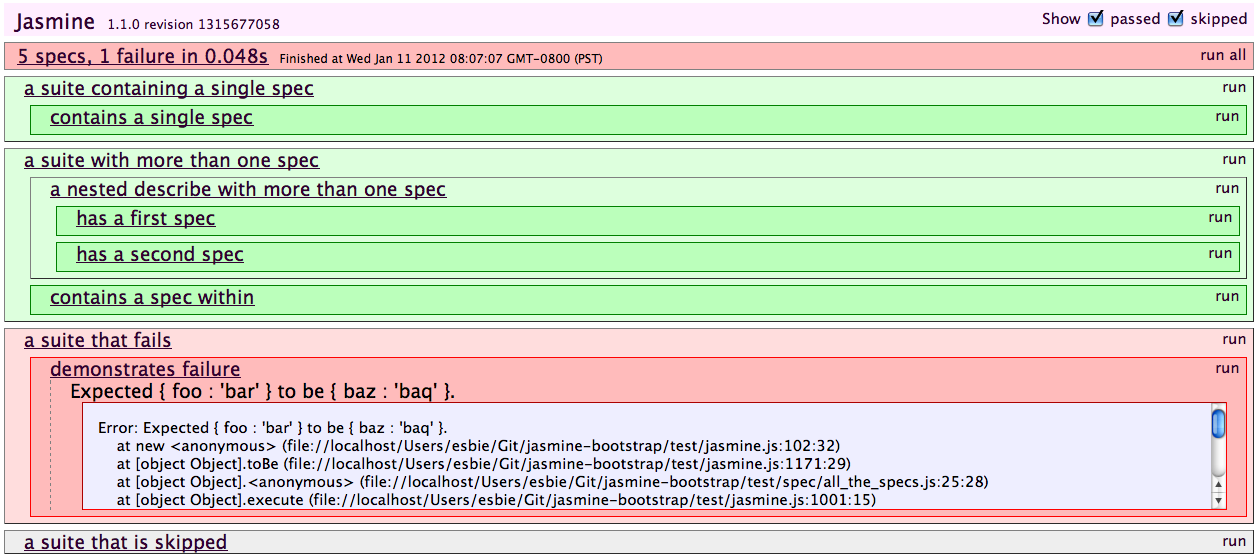 Jasmine 1.1.0 revision 1315677058 Show passed skipped
5 specs, 1 failure in 0.048s Finished at Wed Jan 11 2012 08:07:07 GMT-0800 (PST) run all
a suite containing a single spec run
contains a single spec run
a suite with more than one spec run
a nested describe with more than one spec run
has a first spec run
has a second spec run
contains a spec within run
a suite that fails run
demonstrates failure run
Expected { foo : 'bar' } to be { baz : 'baq' }.
Error: Expected { foo : 'bar' } to be { baz : 'baq' }.
at new <anonymous> (file://localhost/Users/esbie/Git/jasmine-bootstrap/test/jasmine.js:102:32)
at [object Object].toBe (file://localhost/Users/esbie/Git/jasmine-bootstrap/test/jasmine.js:1171:29)
at [object Object].<anonymous> (file://localhost/Users/esbie/Git/jasmine-bootstrap/test/spec/all_the_specs.js:25:28)
at [object Object].execute (file://localhost/Users/esbie/Git/jasmine-bootstrap/test/jasmine.js:1001:15)
a suite that is skipped run